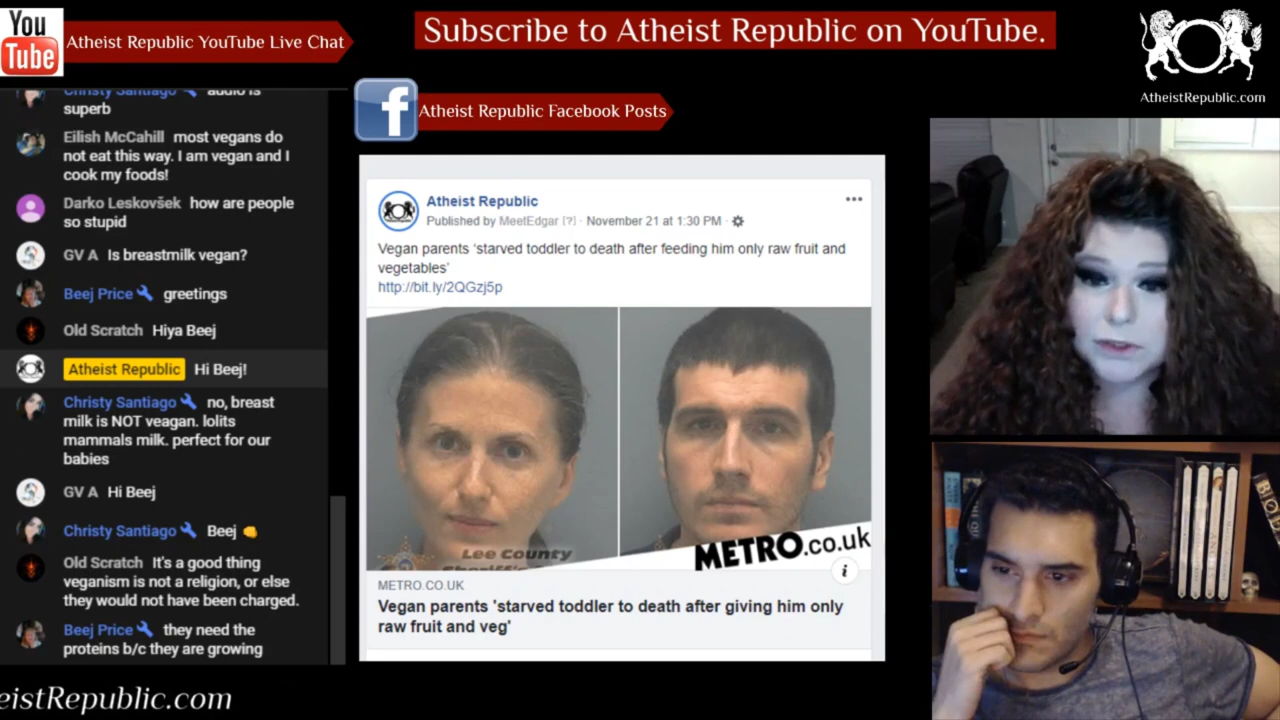 You
Tube
Atheist Republic YouTube Live Chat
Subscribe to Atheist Republic on YouTube.
AtheistRepublic.com
f
Atheist Republic Facebook Posts
Christy Santiago audio is
superb
Eilish McCahill most vegans do
not eat this way. I am vegan and I
cook my foods!
Darko Leskovšek how are people
so stupid
GV A Is breastmilk vegan?
Beej Price greetings
Old Scratch Hiya Beej
Atheist Republic Hi Beej!
Christy Santiago no, breast
milk is NOT veagan. lolits
mammals milk. perfect for our
babies
GV A Hi Beej
Christy Santiago Beej
Old Scratch It's a good thing
veganism is not a religion, or else
they would not have been charged.
Beej Price they need the
proteins b/c they are growing
Atheist Republic
Published by MeetEdgar [?] · November 21 at 1:30 PM ·
Vegan parents 'starved toddler to death after feeding him only raw fruit and
vegetables'
http://bit.ly/2QGzj5p
Lee County
Sheriff's
METRO.co.uk
i
METRO.CO.UK
Vegan parents 'starved toddler to death after giving him only
raw fruit and veg'
eistRepublic.com